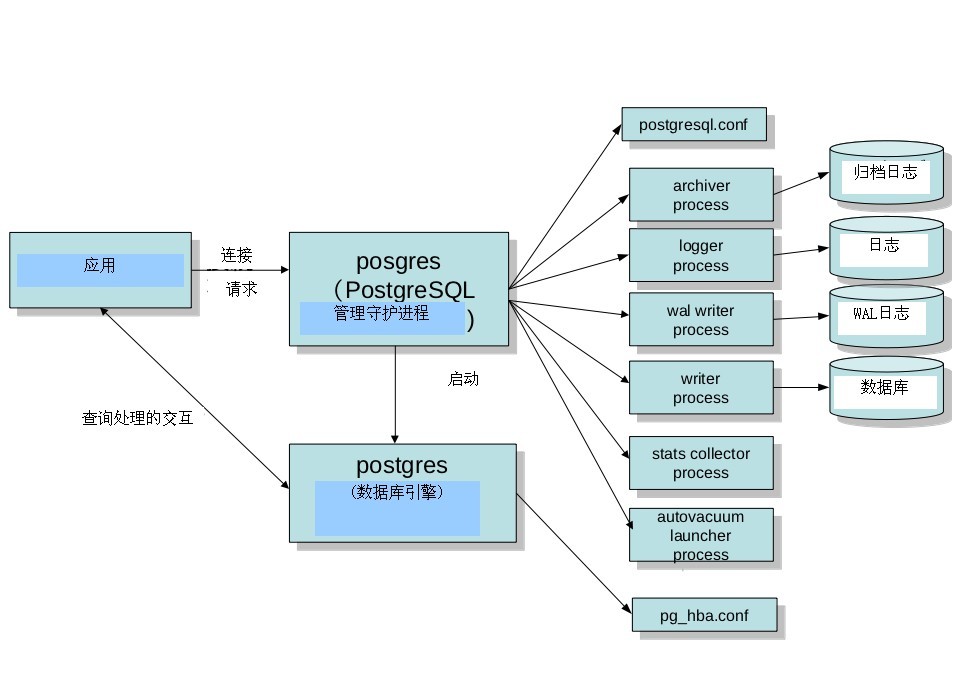 postgresql.conf
archiver
process
归档日志
logger
process
日志
应用
连接
请求
posgres
（PostgreSQL
管理守护进程
)
wal writer
process
WAL日志
writer
process
数据库
启动
查询处理的交互
postgres
（数据库引擎）
stats collector
process
autovacuum
launcher
process
pg_hba.conf